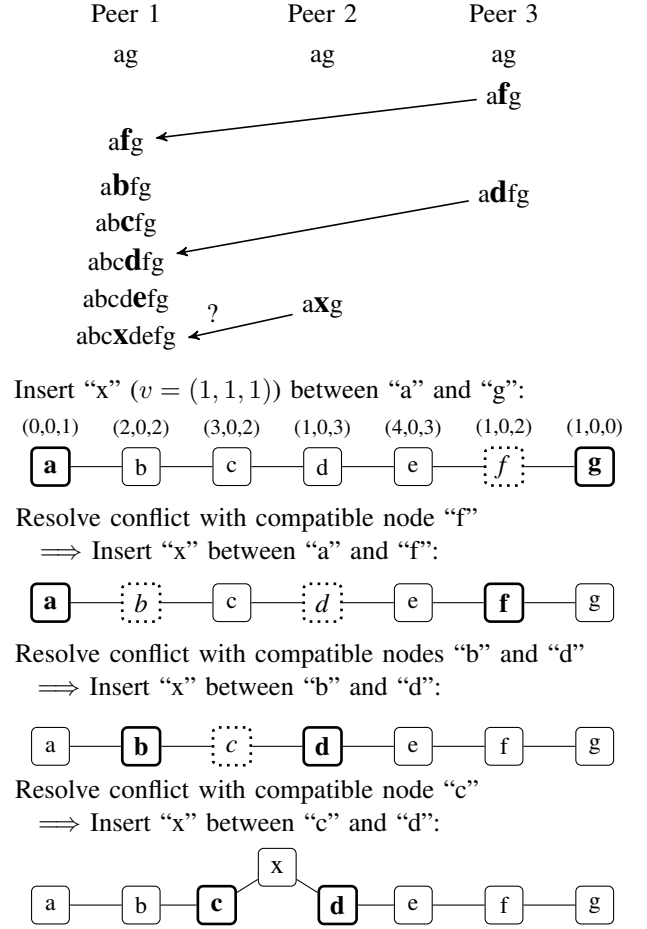 Peer 1 Peer 2 Peer 3
ag ag ag
afg
afg
abfg
adfg
abcfg
abcdfg
abcdefg
? axg
abcxdefg
Insert “x” (v = (1, 1, 1)) between “a” and “g”:
(0,0,1) (2,0,2) (3,0,2) (1,0,3) (4,0,3) (1,0,2) (1,0,0)
a b c d e f g
Resolve conflict with compatible node “f”
⟹ Insert “x” between “a” and “f”:
a b c d e f g
Resolve conflict with compatible nodes “b” and “d”
⟹ Insert “x” between “b” and “d”:
a b c d e f g
Resolve conflict with compatible node “c”
⟹ Insert “x” between “c” and “d”:
x
a b c d e f g